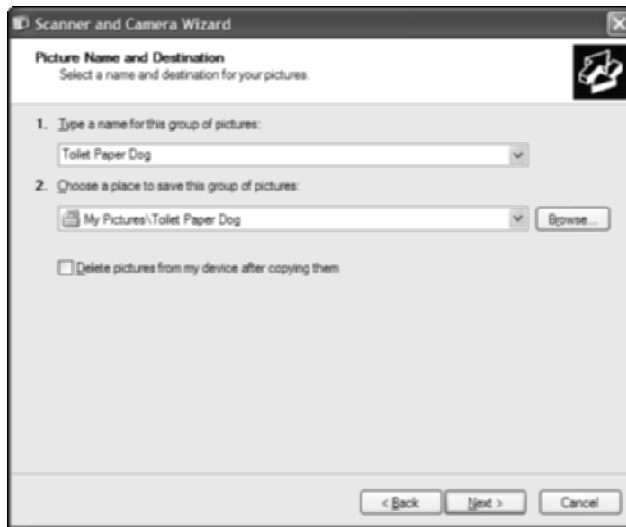 Scanner and Camera Wizard
Picture Name and Destination
Select a name and destination for your pictures.
1. Type a name for this group of pictures:
Toilet Paper Dog
2. Choose a place to save this group of pictures:
My Pictures\Toilet Paper Dog
Browse...
Delete pictures from my device after copying them
< Back
Next >
Cancel